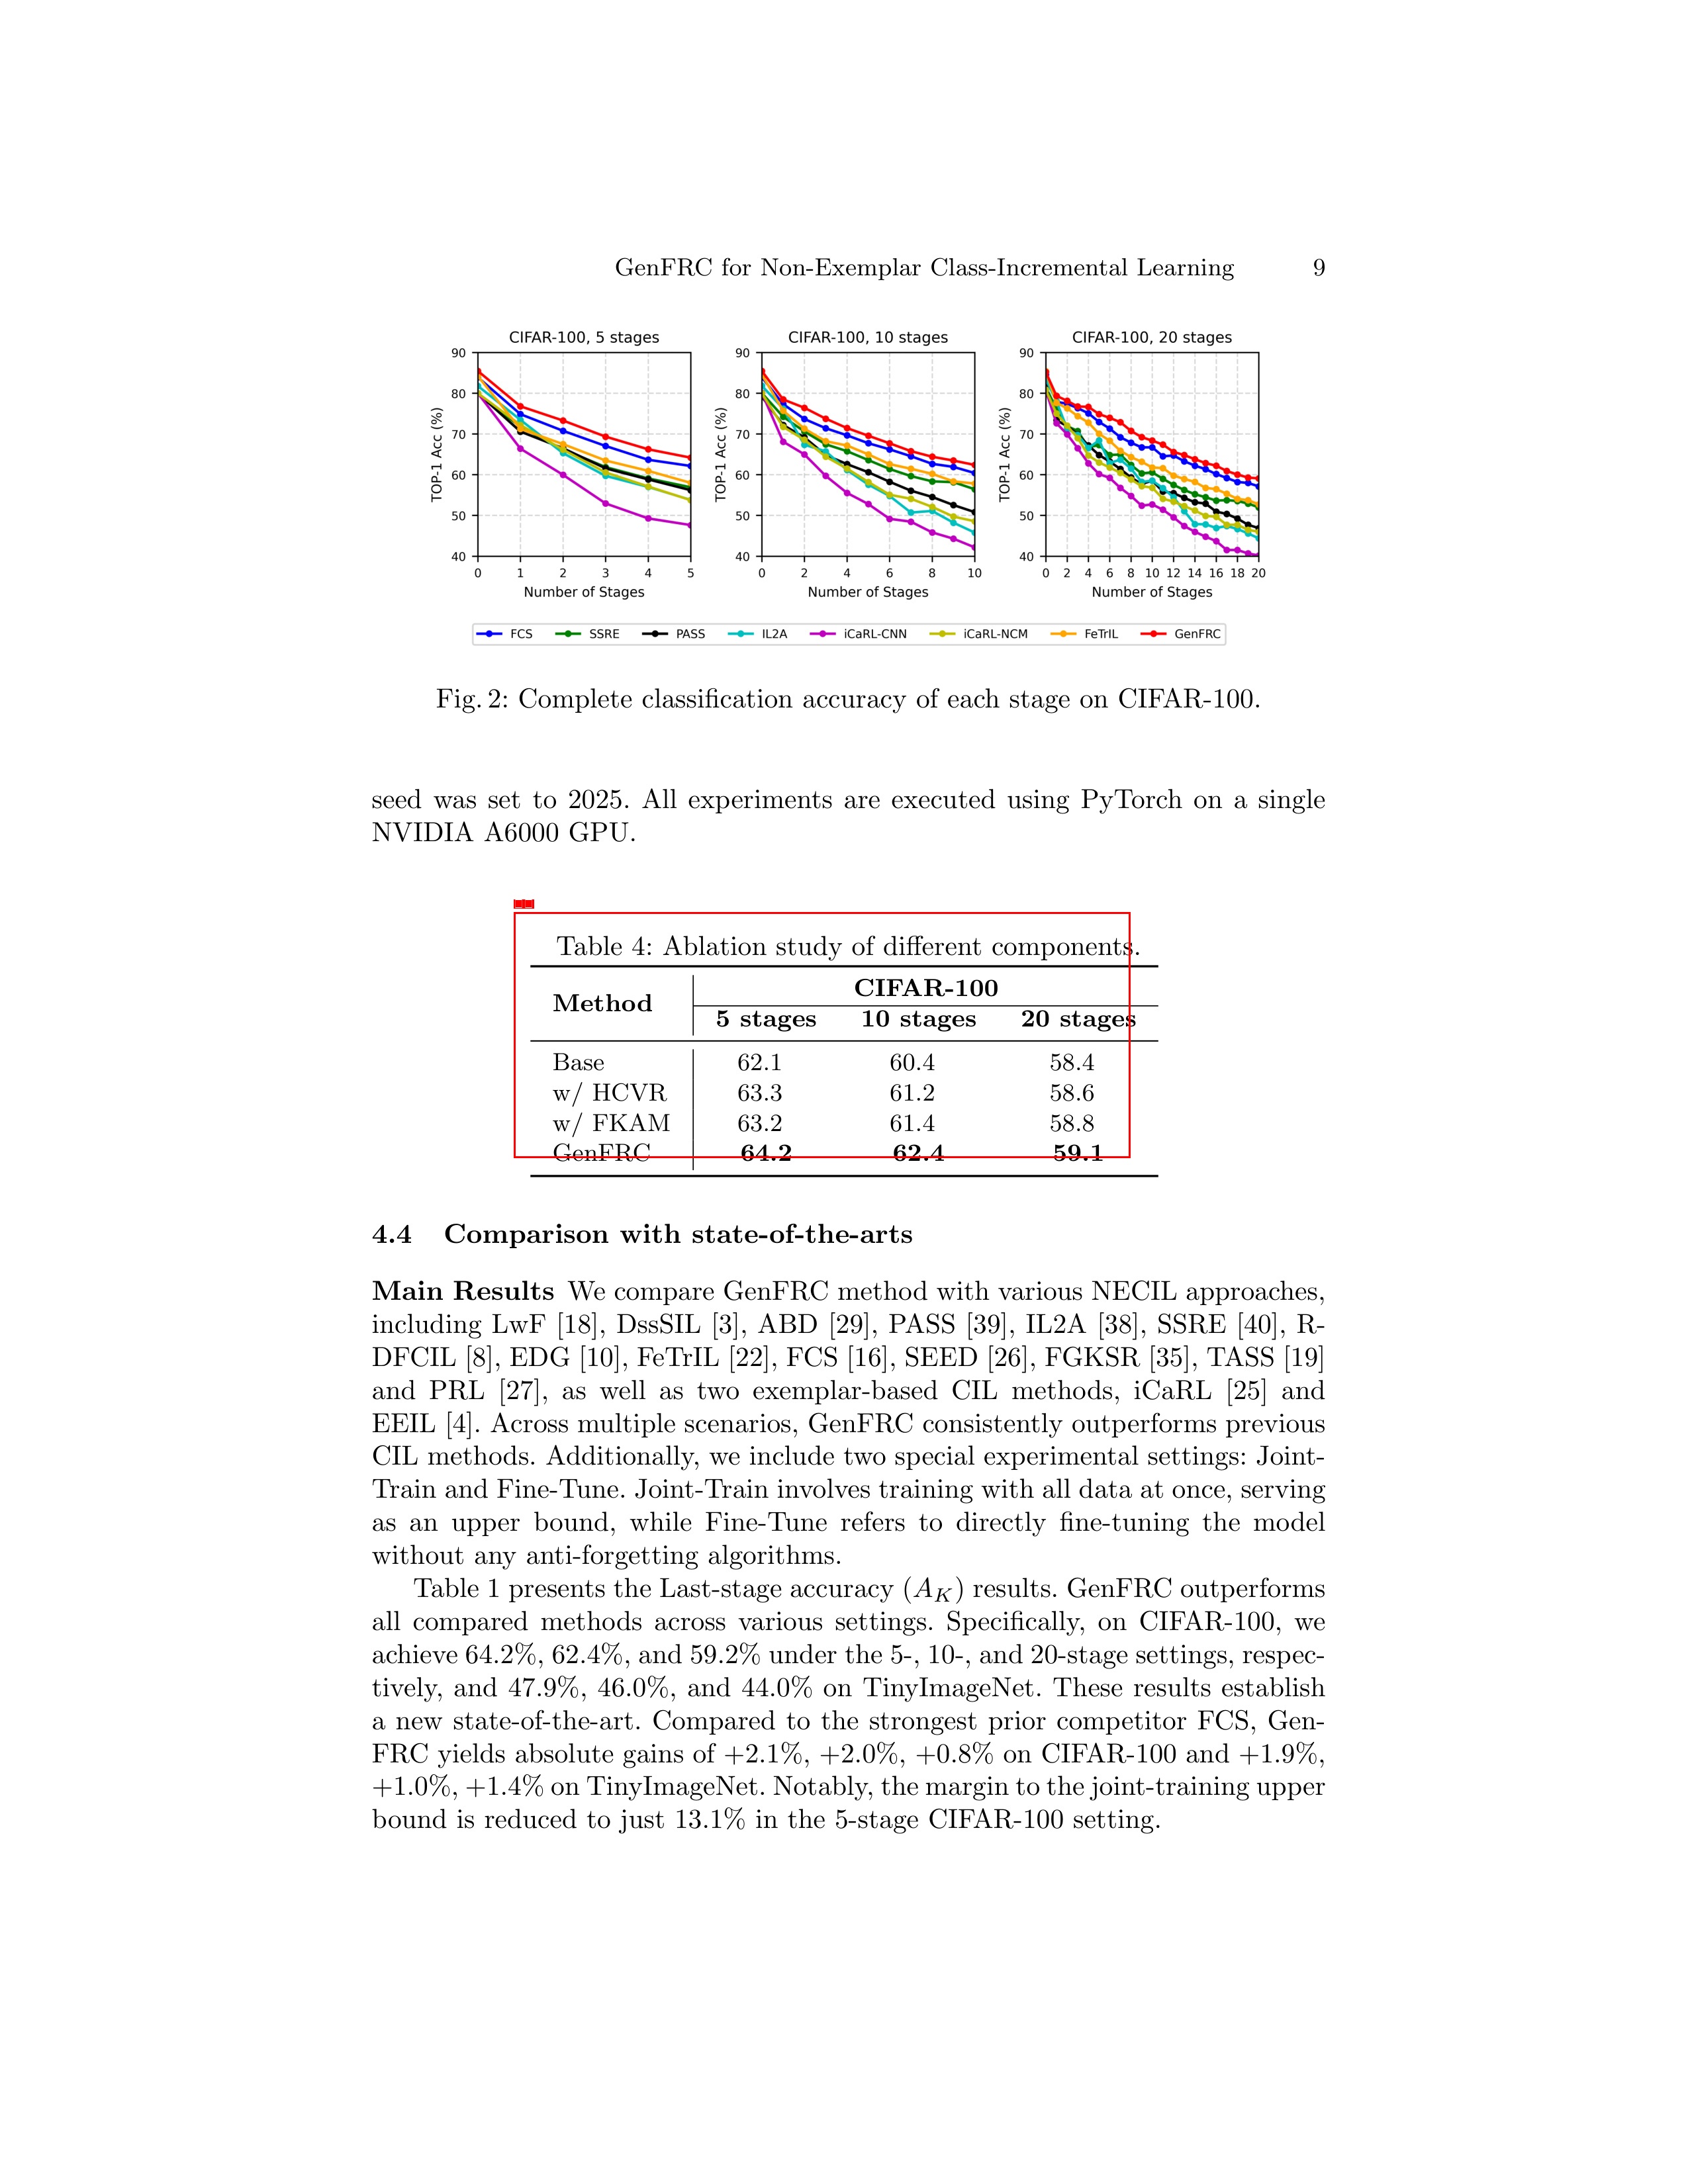 GenFRC for Non-Exemplar Class-Incremental Learning 9
CIFAR-100, 5 stages
90
80
70
60
50
40
TOP-1 Acc (%)
0 1 2 3 4 5
Number of Stages
CIFAR-100, 10 stages
90
80
70
60
50
40
TOP-1 Acc (%)
0 2 4 6 8 10
Number of Stages
CIFAR-100, 20 stages
90
80
70
60
50
40
TOP-1 Acc (%)
0 2 4 6 8 10 12 14 16 18 20
Number of Stages
FCS SSRE PASS IL2A iCaRL-CNN iCaRL-NCM FeTrIL GenFRC
Fig. 2: Complete classification accuracy of each stage on CIFAR-100.
seed was set to 2025. All experiments are executed using PyTorch on a single
NVIDIA A6000 GPU.
Table 4: Ablation study of different components.
Method CIFAR-100
5 stages 10 stages 20 stages
Base 62.1 60.4 58.4
w/ HCVR 63.3 61.2 58.6
w/ FKAM 63.2 61.4 58.8
GenFRC 64.2 62.4 59.1
4.4 Comparison with state-of-the-arts
Main Results We compare GenFRC method with various NECIL approaches,
including LwF [18], DssSIL [3], ABD [29], PASS [39], IL2A [38], SSRE [40], R-
DFCIL [8], EDG [10], FeTrIL [22], FCS [16], SEED [26], FGKSR [35], TASS [19]
and PRL [27], as well as two exemplar-based CIL methods, iCaRL [25] and
EEIL [4]. Across multiple scenarios, GenFRC consistently outperforms previous
CIL methods. Additionally, we include two special experimental settings: Joint-
Train and Fine-Tune. Joint-Train involves training with all data at once, serving
as an upper bound, while Fine-Tune refers to directly fine-tuning the model
without any anti-forgetting algorithms.
Table 1 presents the Last-stage accuracy (A_K) results. GenFRC outperforms
all compared methods across various settings. Specifically, on CIFAR-100, we
achieve 64.2%, 62.4%, and 59.2% under the 5-, 10-, and 20-stage settings, respec-
tively, and 47.9%, 46.0%, and 44.0% on TinyImageNet. These results establish
a new state-of-the-art. Compared to the strongest prior competitor FCS, Gen-
FRC yields absolute gains of +2.1%, +2.0%, +0.8% on CIFAR-100 and +1.9%,
+1.0%, +1.4% on TinyImageNet. Notably, the margin to the joint-training upper
bound is reduced to just 13.1% in the 5-stage CIFAR-100 setting.